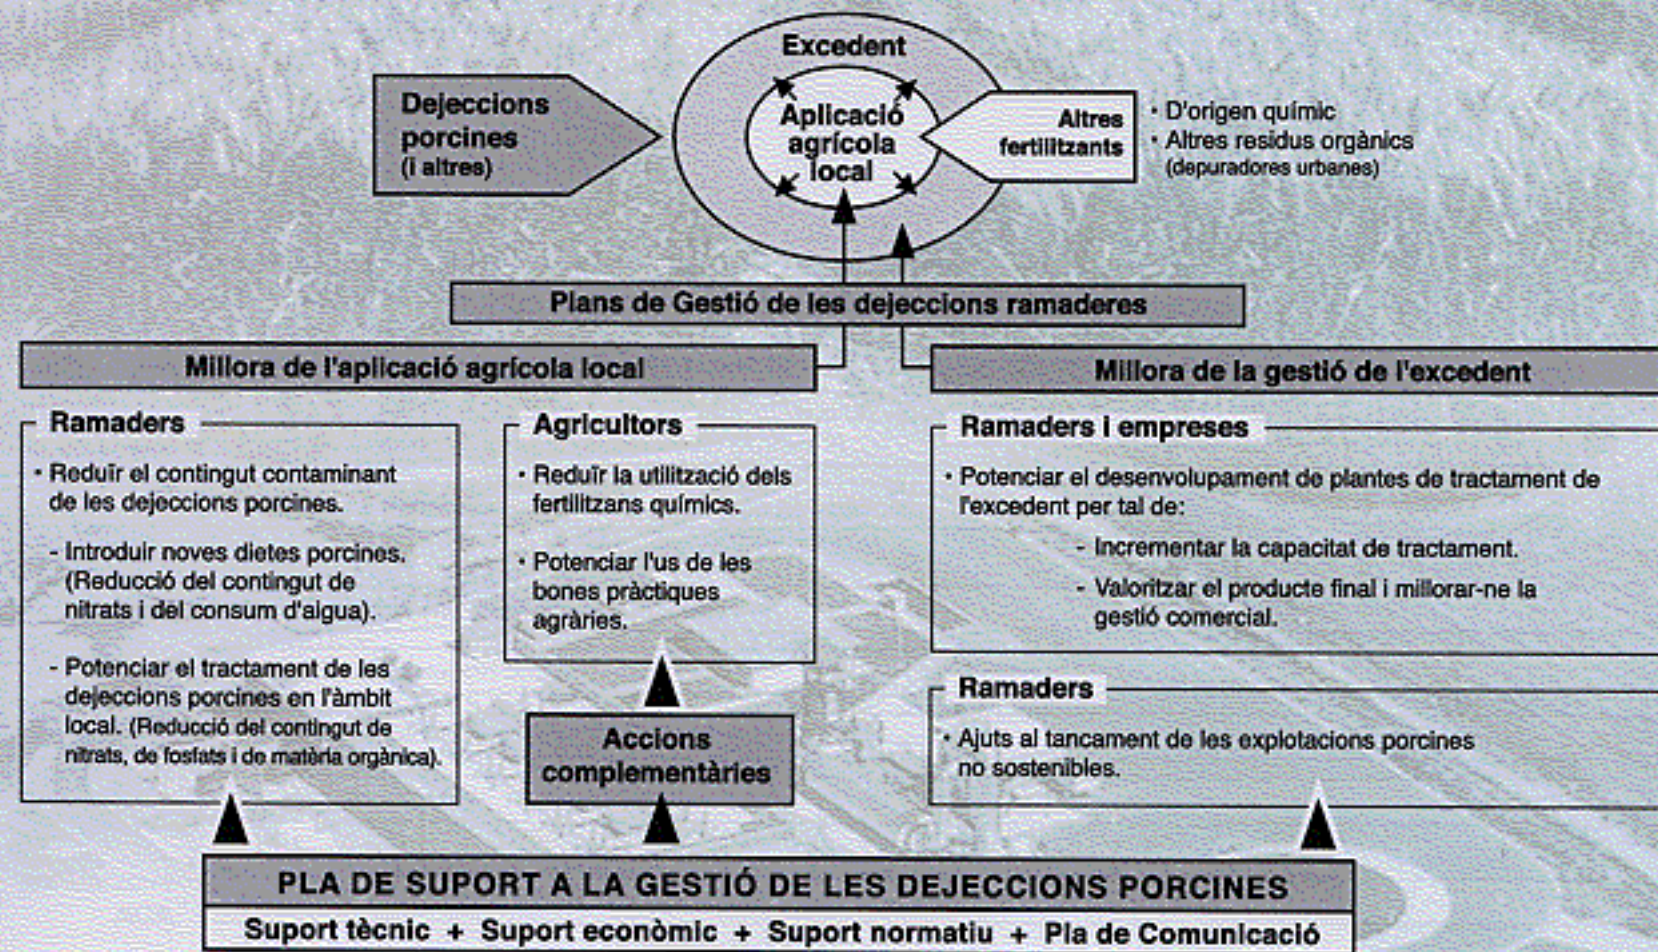 Excedent
Dejeccions
porcines
(i altres)
Aplicació
agrícola
local
Altres
fertilitzants
· D'origen químic
· Altres residus orgànics
(depuradores urbanes)
Plans de Gestió de les dejeccions ramaderes
Millora de l'aplicació agrícola local
Ramaders
· Reduïr el contingut contaminant
de les dejeccions porcines.
- Introduir noves dietes porcines.
(Reducció del contingut de
nitrats i del consum d'aigua).
- Potenciar el tractament de les
dejeccions porcines en l'àmbit
local. (Reducció del contingut de
nitrats, de fosfats i de matèria orgànica).
Agricultors
· Reduïr la utilització dels
fertilitzans químics.
· Potenciar l'us de les
bones pràctiques
agràries.
Accions
complementàries
Millora de la gestió de l'excedent
Ramaders i empreses
· Potenciar el desenvolupament de plantes de tractament de
l'excedent per tal de:
- Incrementar la capacitat de tractament.
- Valoritzar el producte final i millorar-ne la
gestió comercial.
Ramaders
· Ajuts al tancament de les explotacions porcines
no sostenibles.
PLA DE SUPORT A LA GESTIÓ DE LES DEJECCIONS PORCINES
Suport tècnic + Suport econòmic + Suport normatiu + Pla de Comunicació